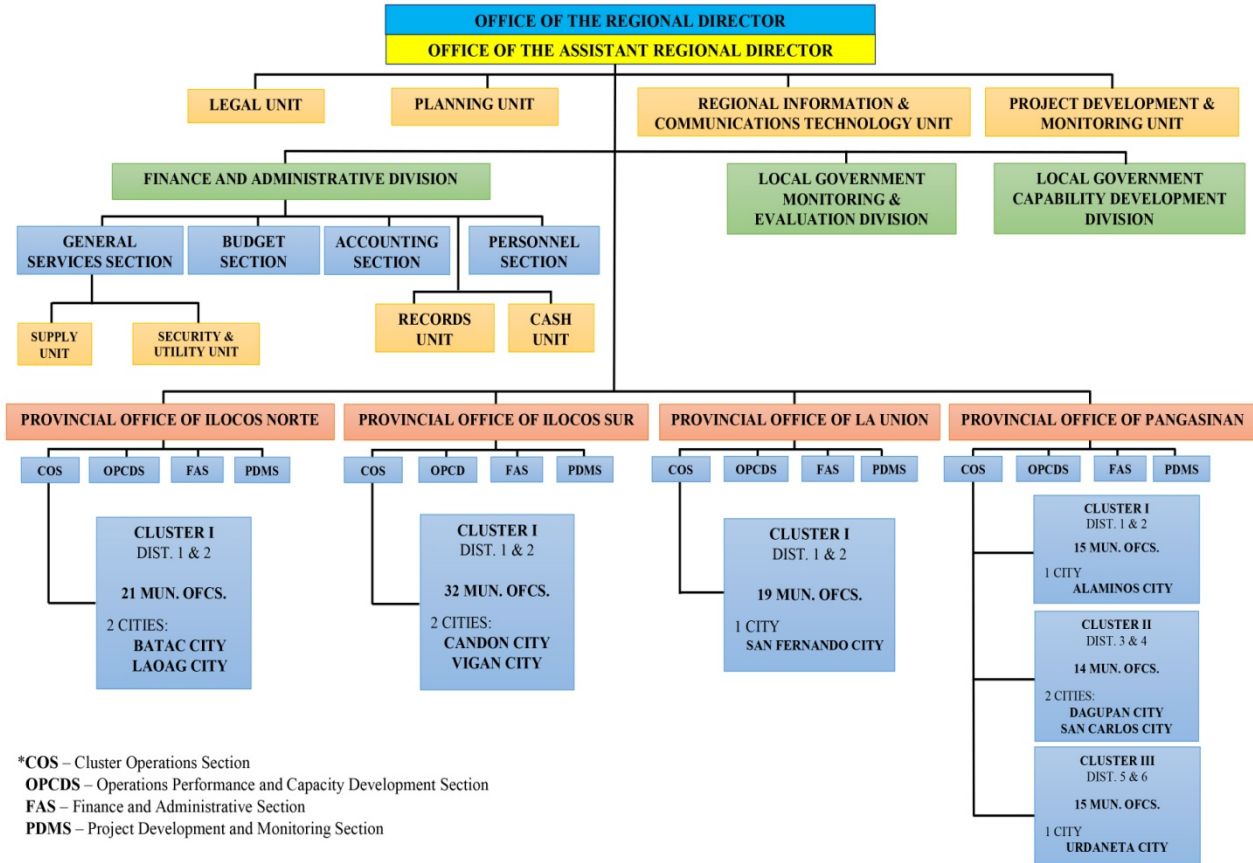 OFFICE OF THE REGIONAL DIRECTOR
OFFICE OF THE ASSISTANT REGIONAL DIRECTOR
LEGAL UNIT
PLANNING UNIT
REGIONAL INFORMATION &
COMMUNICATIONS TECHNOLOGY UNIT
PROJECT DEVELOPMENT &
MONITORING UNIT
FINANCE AND ADMINISTRATIVE DIVISION
LOCAL GOVERNMENT
MONITORING &
EVALUATION DIVISION
LOCAL GOVERNMENT
CAPABILITY DEVELOPMENT
DIVISION
GENERAL
SERVICES SECTION
BUDGET
SECTION
ACCOUNTING
SECTION
PERSONNEL
SECTION
SUPPLY
UNIT
SECURITY &
UTILITY UNIT
RECORDS
UNIT
CASH
UNIT
PROVINCIAL OFFICE OF ILOCOS NORTE
COS
OPCDS
FAS
PDMS
CLUSTER I
DIST. 1 & 2
21 MUN. OFCS.
2 CITIES:
BATAC CITY
LAOAG CITY
PROVINCIAL OFFICE OF ILOCOS SUR
COS
OPCD
FAS
PDMS
CLUSTER I
DIST. 1 & 2
32 MUN. OFCS.
2 CITIES:
CANDON CITY
VIGAN CITY
PROVINCIAL OFFICE OF LA UNION
COS
OPCDS
FAS
PDMS
CLUSTER I
DIST. 1 & 2
19 MUN. OFCS.
1 CITY
SAN FERNANDO CITY
PROVINCIAL OFFICE OF PANGASINAN
COS
OPCDS
FAS
PDMS
CLUSTER I
DIST. 1 & 2
15 MUN. OFCS.
1 CITY
ALAMINOS CITY
CLUSTER II
DIST. 3 & 4
14 MUN. OFCS.
2 CITIES:
DAGUPAN CITY
SAN CARLOS CITY
CLUSTER III
DIST. 5 & 6
15 MUN. OFCS.
1 CITY
URDANETA CITY
*COS – Cluster Operations Section
OPCDS – Operations Performance and Capacity Development Section
FAS – Finance and Administrative Section
PDMS – Project Development and Monitoring Section